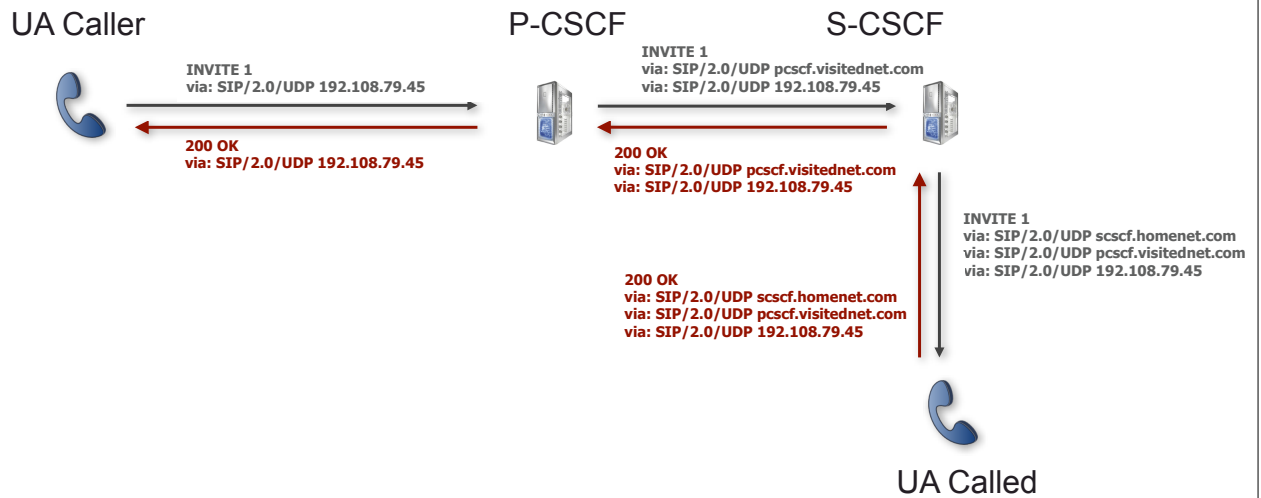 UA Caller
P-CSCF
S-CSCF
INVITE 1
via: SIP/2.0/UDP 192.108.79.45
INVITE 1
via: SIP/2.0/UDP pcscf.visitednet.com
via: SIP/2.0/UDP 192.108.79.45
200 OK
via: SIP/2.0/UDP 192.108.79.45
200 OK
via: SIP/2.0/UDP pcscf.visitednet.com
via: SIP/2.0/UDP 192.108.79.45
INVITE 1
via: SIP/2.0/UDP scscf.homenet.com
via: SIP/2.0/UDP pcscf.visitednet.com
via: SIP/2.0/UDP 192.108.79.45
200 OK
via: SIP/2.0/UDP scscf.homenet.com
via: SIP/2.0/UDP pcscf.visitednet.com
via: SIP/2.0/UDP 192.108.79.45
UA Called